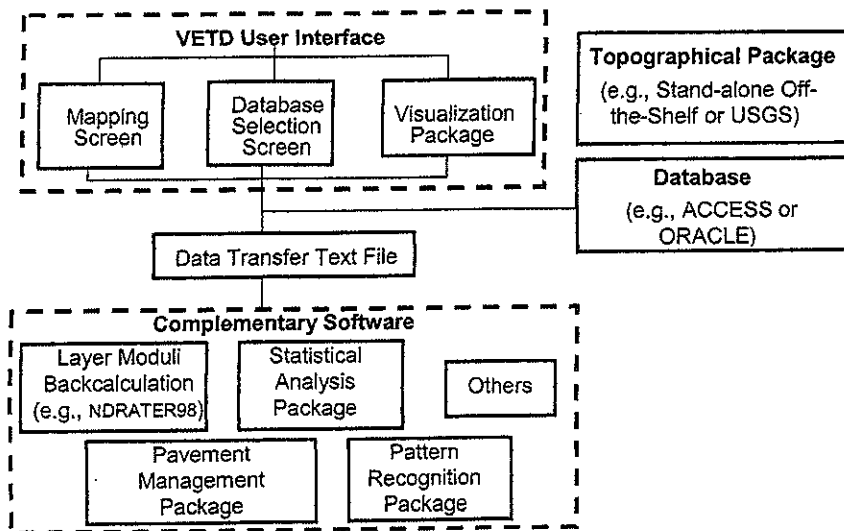 VETD User Interface
Mapping
Screen
Database
Selection
Screen
Visualization
Package
Topographical Package
(e.g., Stand-alone Off-
the-Shelf or USGS)
Database
(e.g., ACCESS or
ORACLE)
Data Transfer Text File
Complementary Software
Layer Moduli
Backcalculation
(e.g., NDRATER98)
Statistical
Analysis
Package
Others
Pavement
Management
Package
Pattern
Recognition
Package